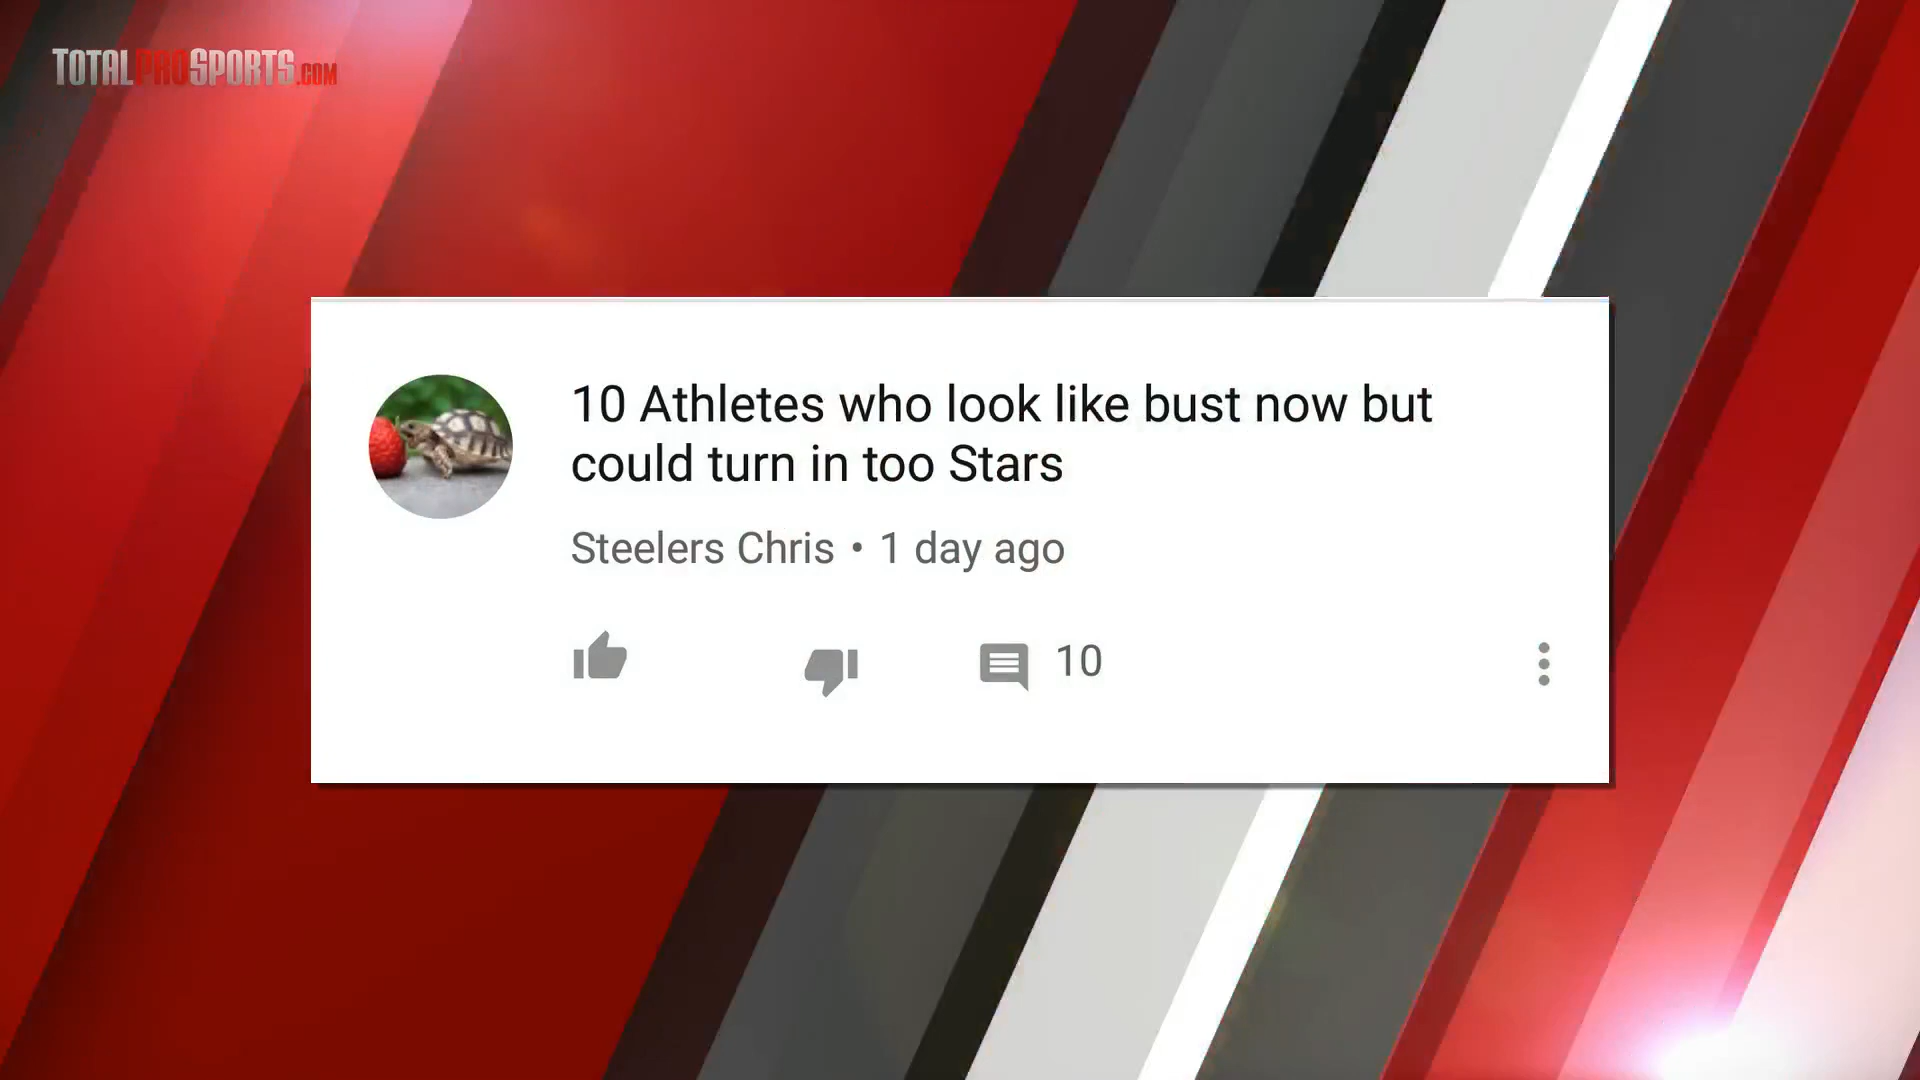 TOTALPROSPORTS.COM
10 Athletes who look like bust now but
could turn in too Stars
Steelers Chris • 1 day ago
10